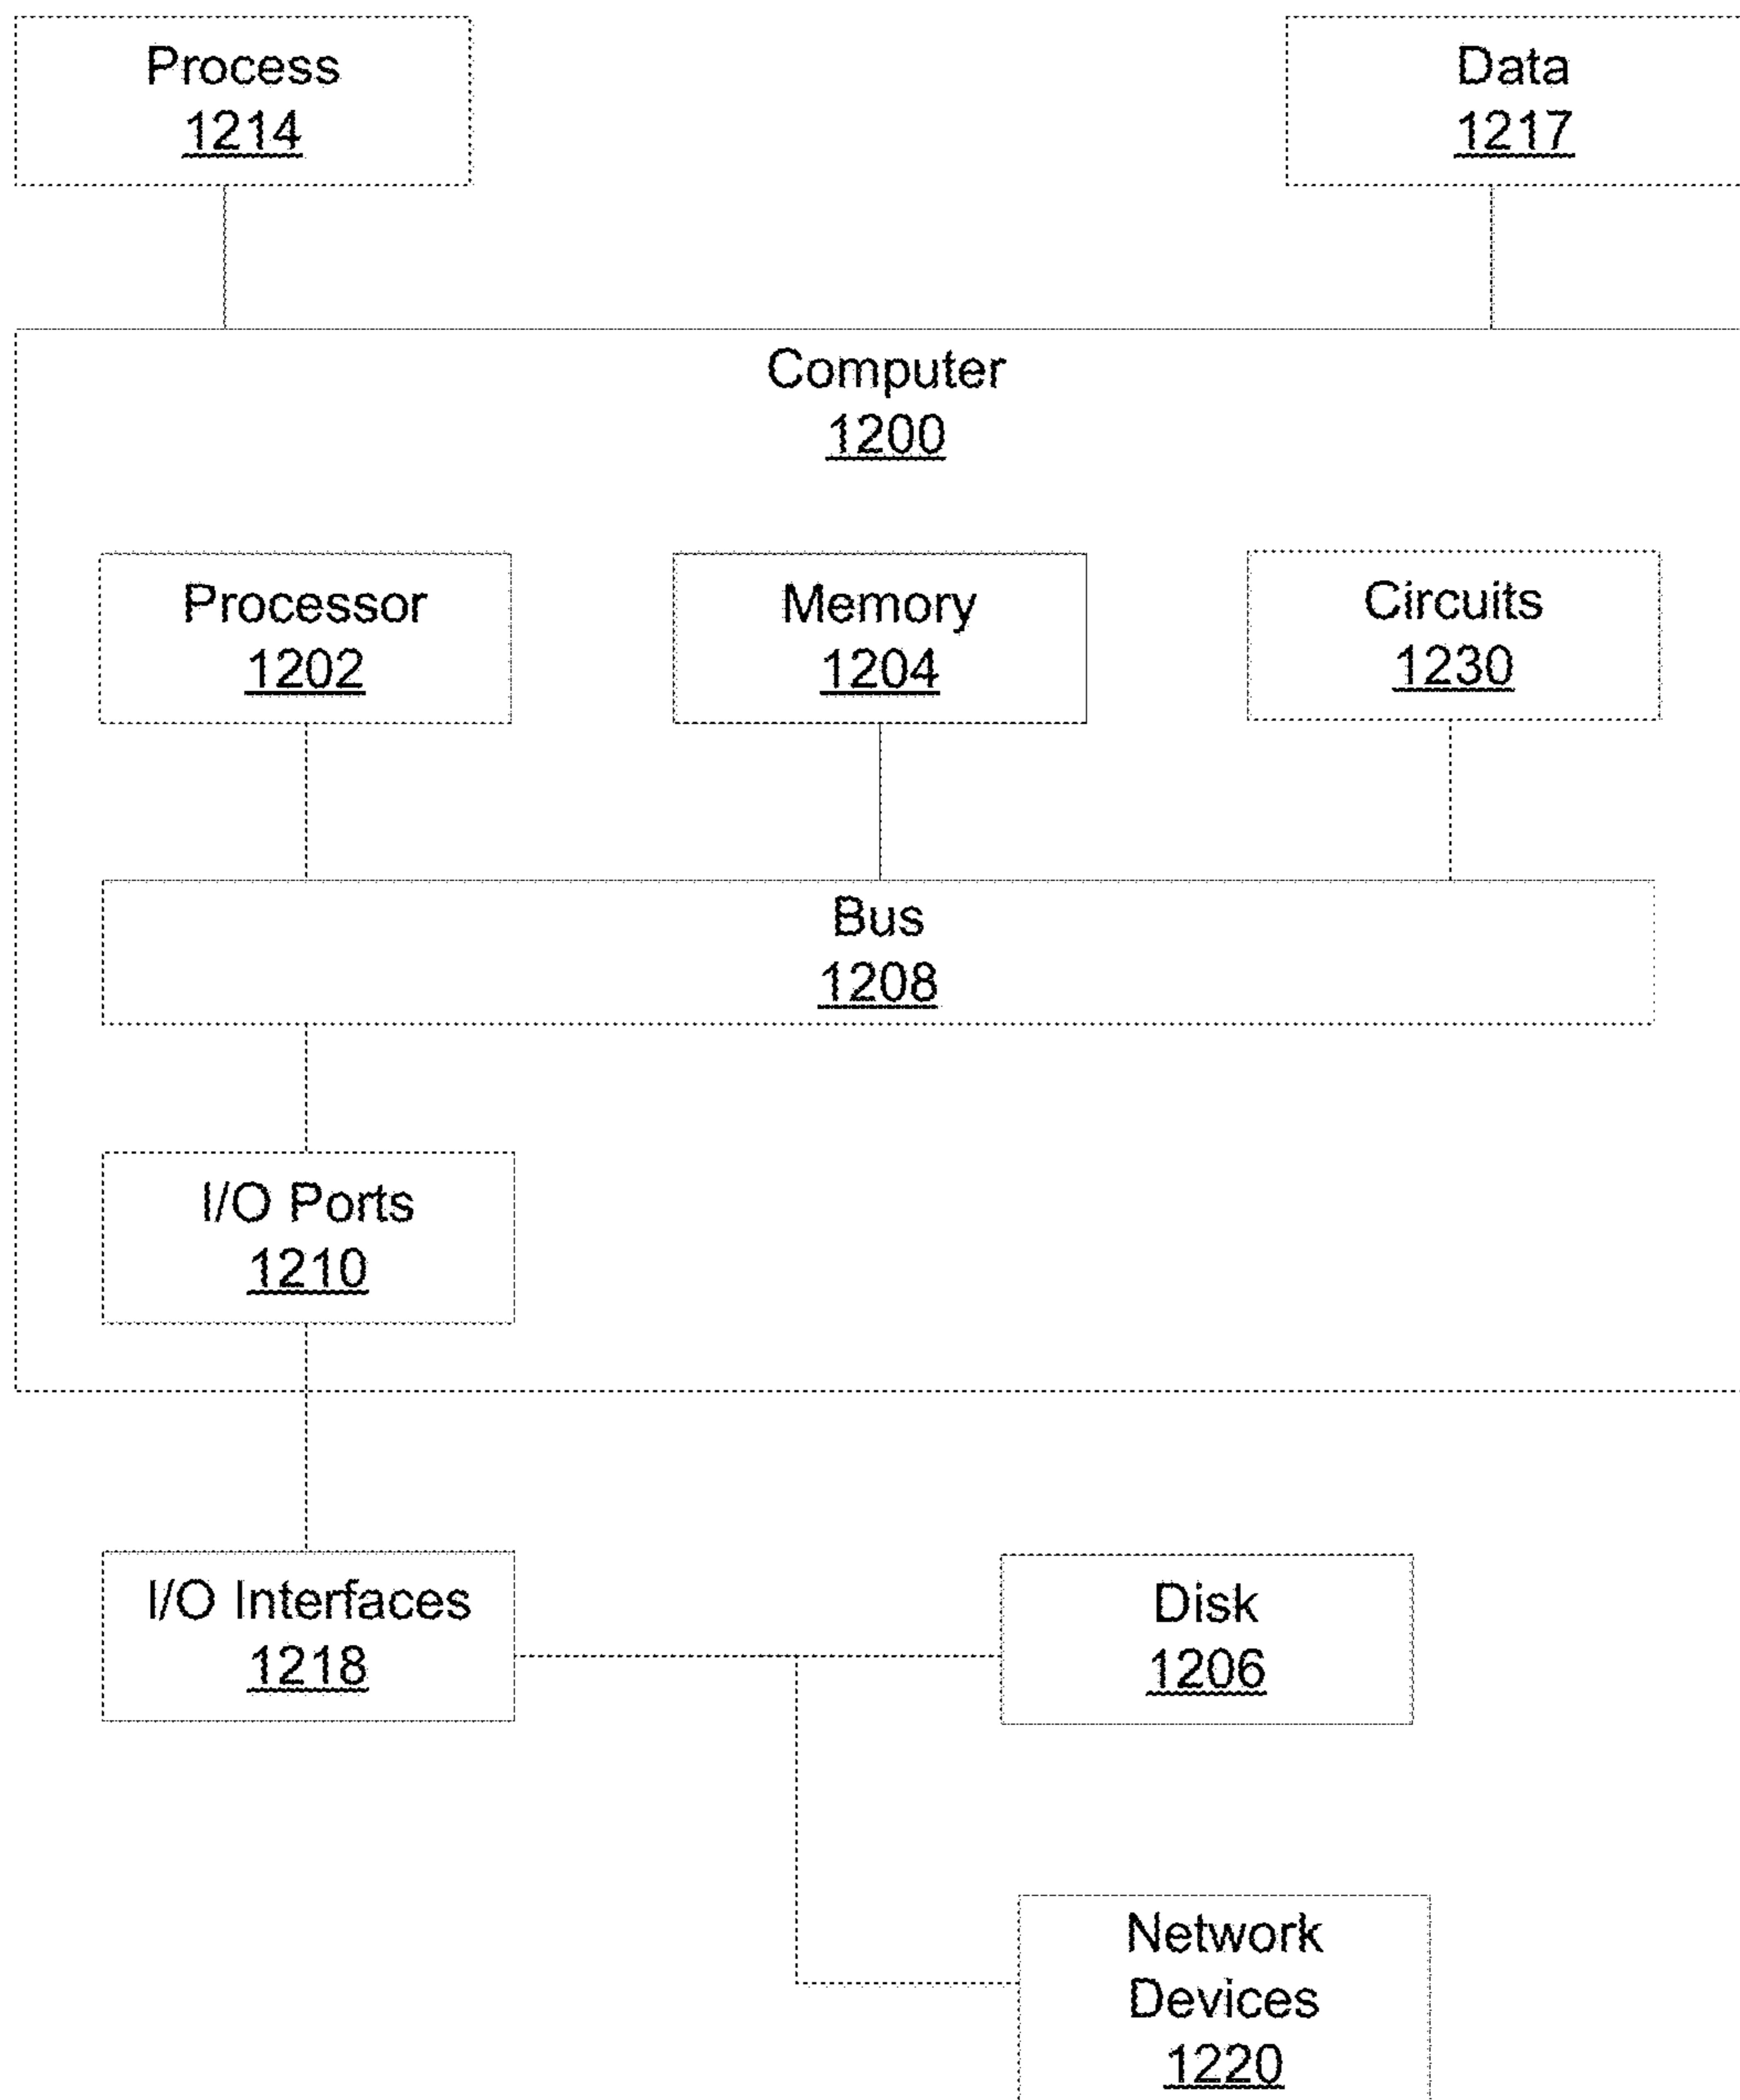 Process
1214
Data
1217
Computer
1200
Processor
1202
Memory
1204
Circuits
1230
Bus
1208
I/O Ports
1210
I/O Interfaces
1218
Disk
1206
Network
Devices
1220